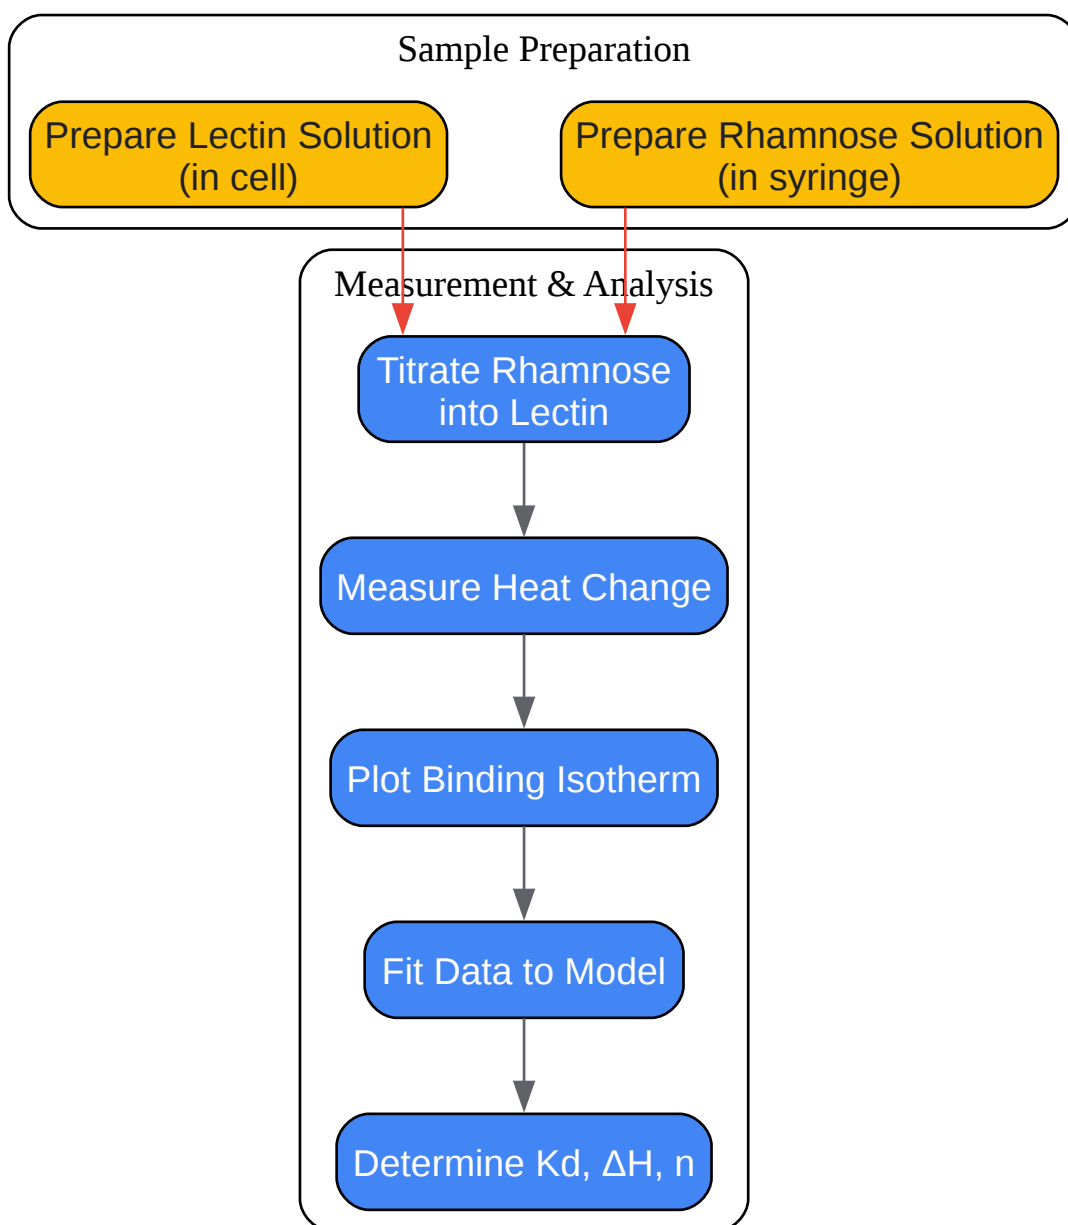 Sample Preparation
Prepare Lectin Solution
(in cell)
Prepare Rhamnose Solution
(in syringe)
Measurement & Analysis
Titrate Rhamnose
into Lectin
Measure Heat Change
Plot Binding Isotherm
Fit Data to Model
Determine Kd, ΔH, n